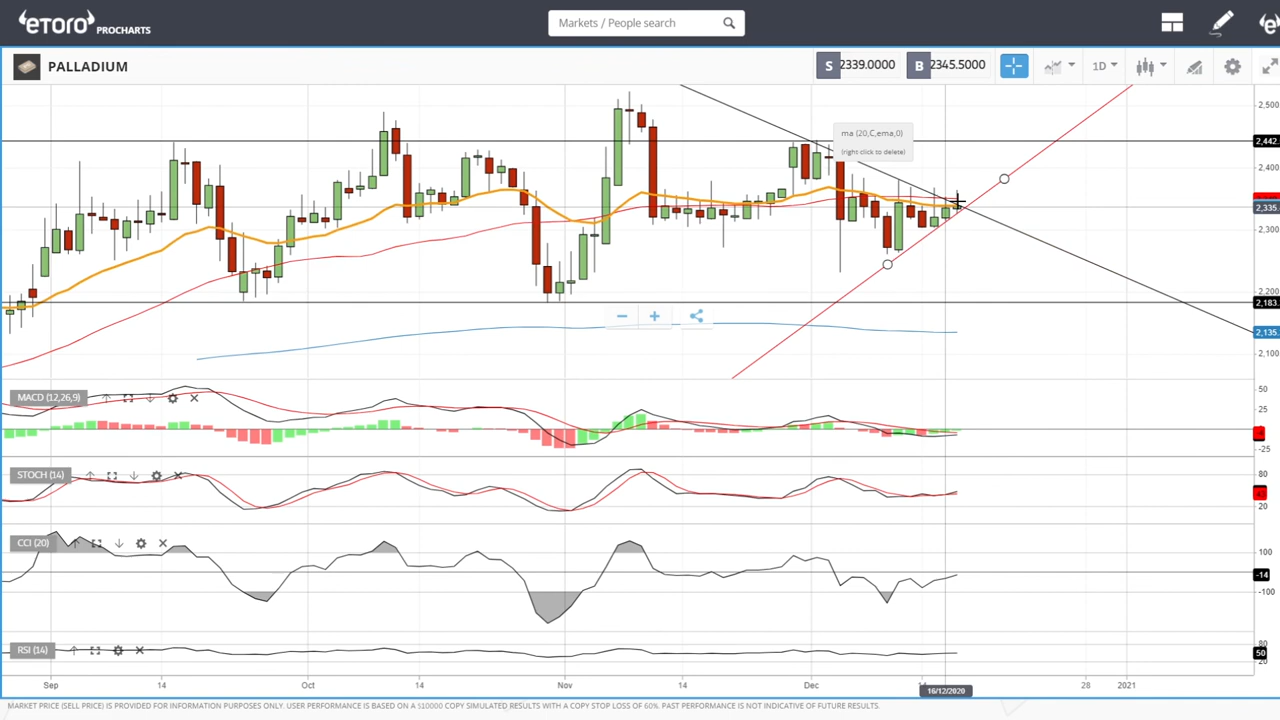 eTORO PROCHARTS
Markets / People search
PALLADIUM
S 2339.0000 B 2345.5000
1D
ma (20,C,ema,0)
(right click to delete)
2,500
2,442.
2,400
2,335.
2,300
2,200
2,183.
2,135.
2,100
MACD (12,26,9)
50
25
-25
STOCH (14)
80
20
CCI (20)
100
-14
-100
RSI (14)
80
50
20
Sep 14 Oct 14 Nov 14 Dec 28 2021
16/12/2020
MARKET PRICE (SELL PRICE) IS PROVIDED FOR INFORMATION PURPOSES ONLY. USER PERFORMANCE IS BASED ON A $10000 COPY SIMULATED RESULTS WITH A COPY STOP LOSS OF 60%. PAST PERFORMANCE IS NOT INDICATIVE OF FUTURE RESULTS.